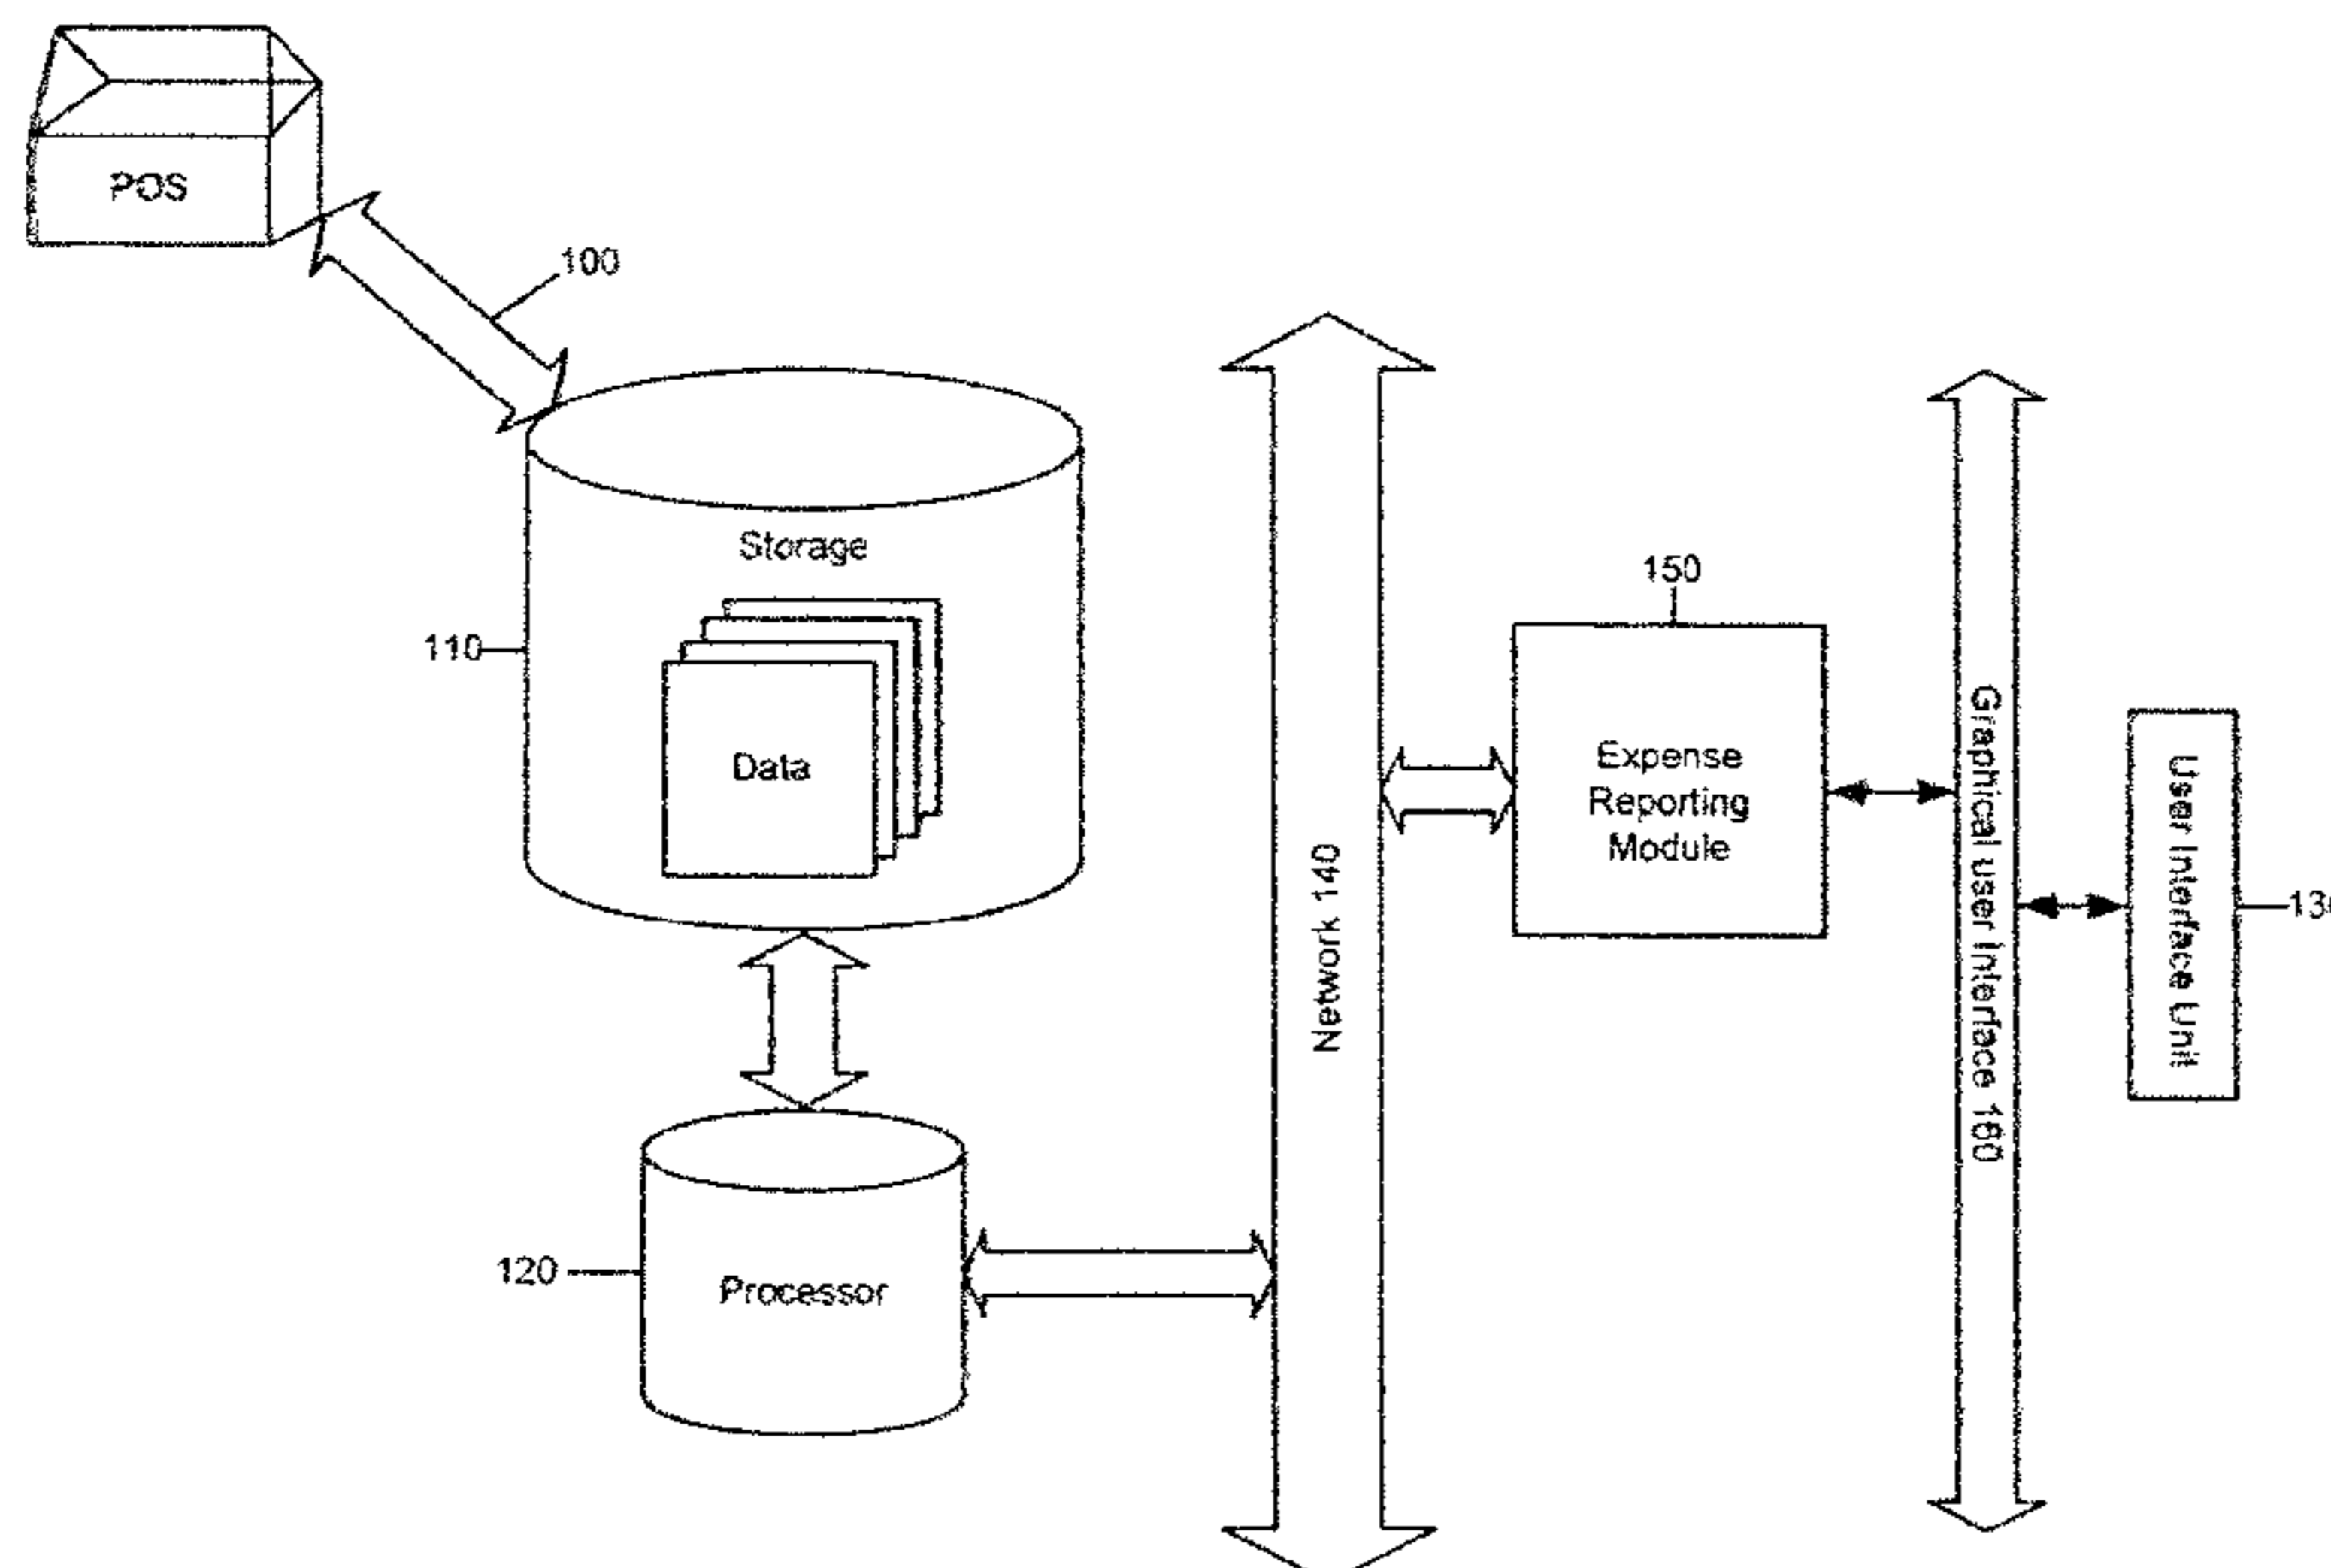 POS
100
Storage
110
Data
150
Expense
Reporting
Module
Network 140
Graphical user interface 160
User Interface Unit
120
Processor